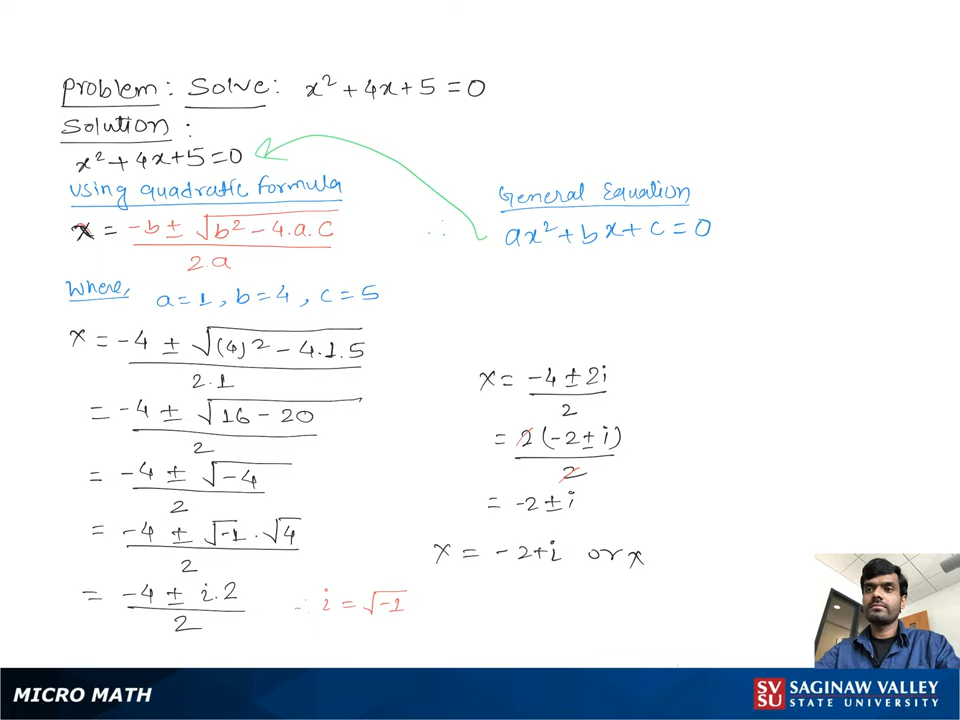 Problem: Solve: x² + 4x + 5 = 0
Solution:
x² + 4x + 5 = 0
Using quadratic formula
x = -b ± √b² - 4.a.c / 2.a
Where, a = 1, b = 4, c = 5
x = -4 ± √(4)² - 4.1.5 / 2.1
= -4 ± √16 - 20 / 2
= -4 ± √-4 / 2
= -4 ± √-1 . √4 / 2
= -4 ± i.2 / 2 ∴ i = √-1
General Equation
∴ ax² + bx + c = 0
x = -4 ± 2i / 2
= 2(-2 ± i) / 2
= -2 ± i
x = -2 + i or x
MICRO MATH
SVSU SAGINAW VALLEY
STATE UNIVERSITY